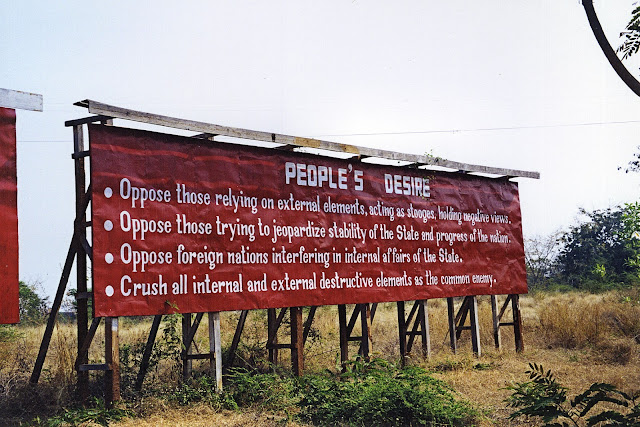 PEOPLE'S DESIRE
• Oppose those relying on external elements, acting as stooges, holding negative views.
• Oppose those trying to jeopardize stability of the State and progress of the nation.
• Oppose foreign nations interfering in internal affairs of the State.
• Crush all internal and external destructive elements as the common enemy.